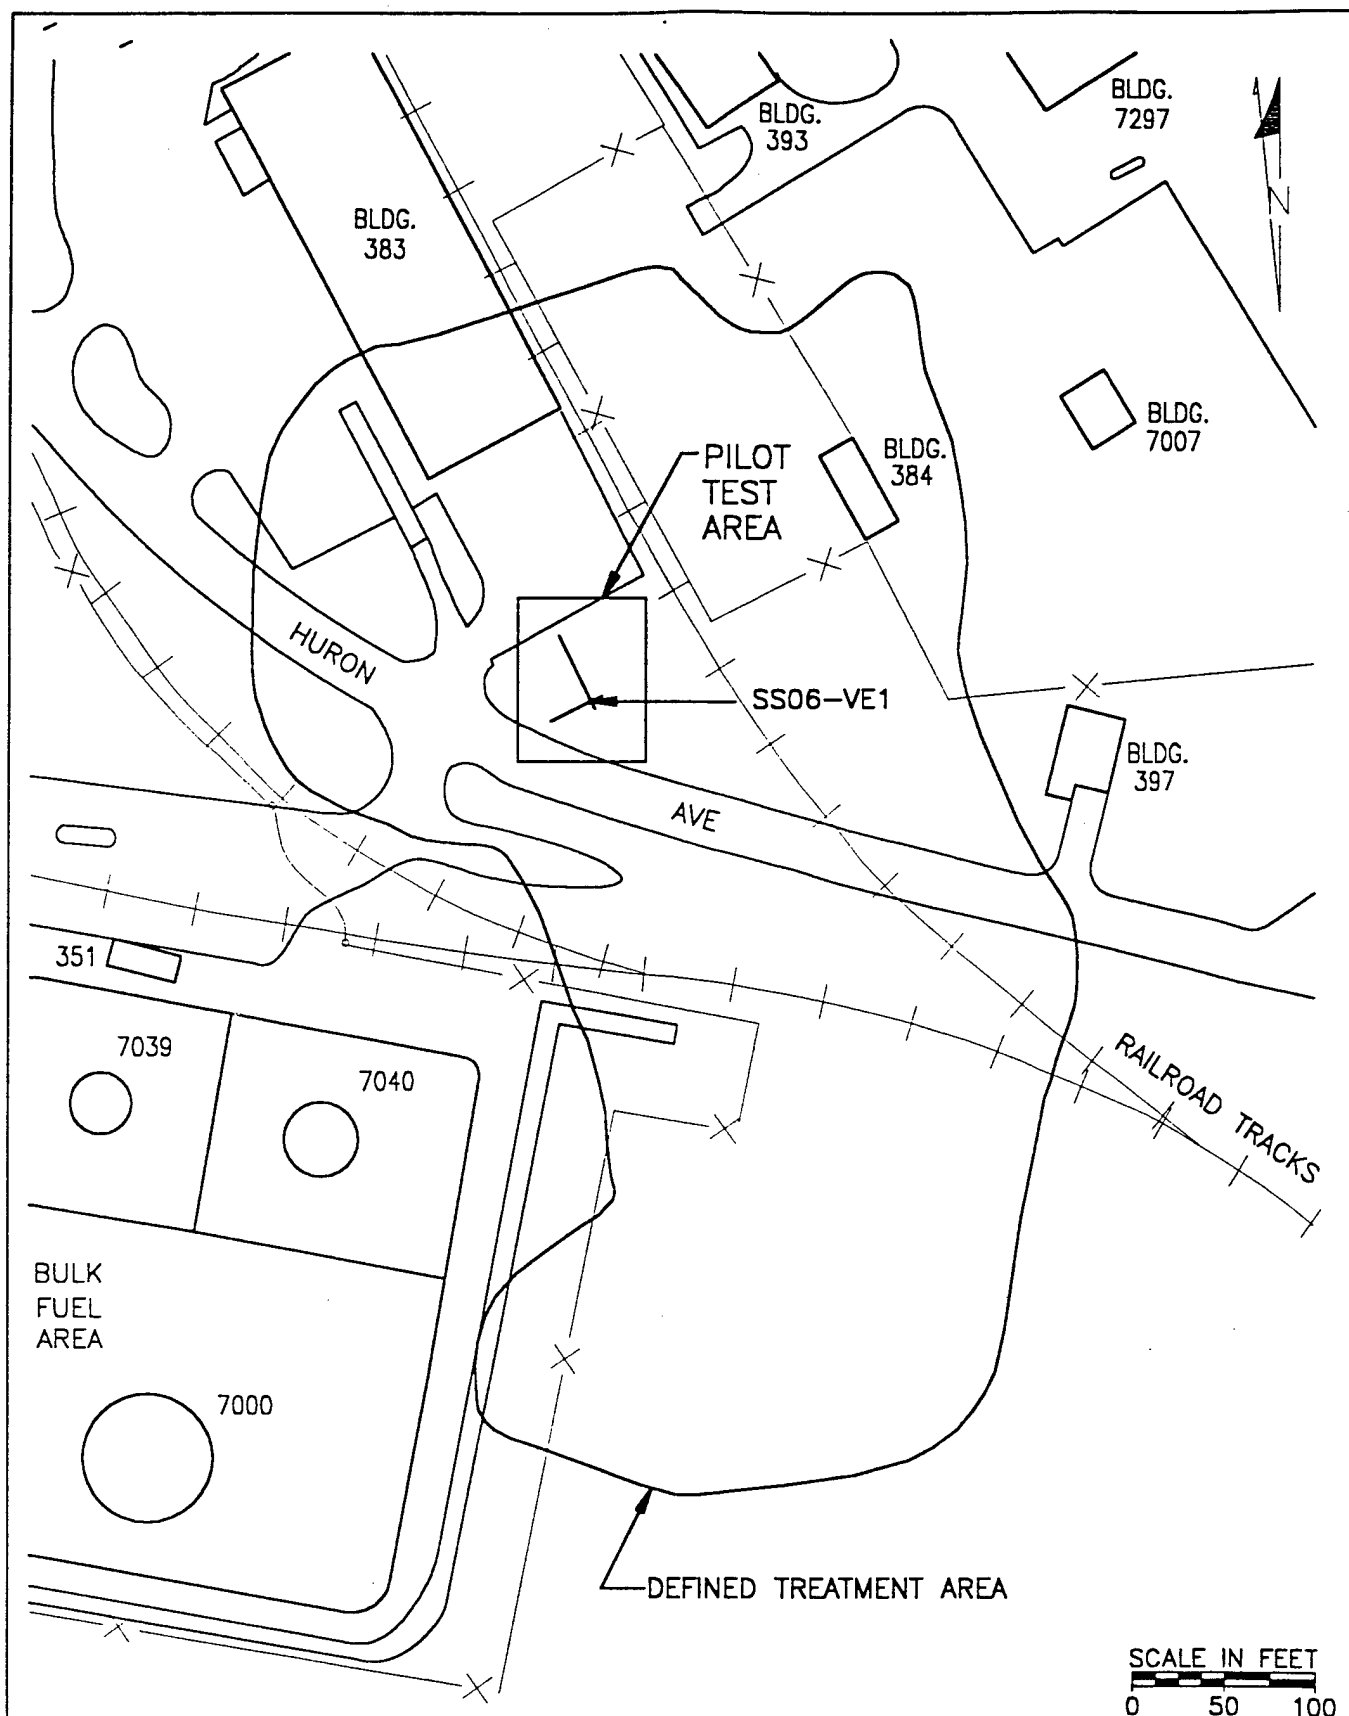 BLDG.
7297
BLDG.
393
N
BLDG.
383
BLDG.
7007
BLDG.
384
PILOT
TEST
AREA
HURON
SS06-VE1
BLDG.
397
AVE
351
7039
7040
RAILROAD TRACKS
BULK
FUEL
AREA
7000
DEFINED TREATMENT AREA
SCALE IN FEET
0 50 100